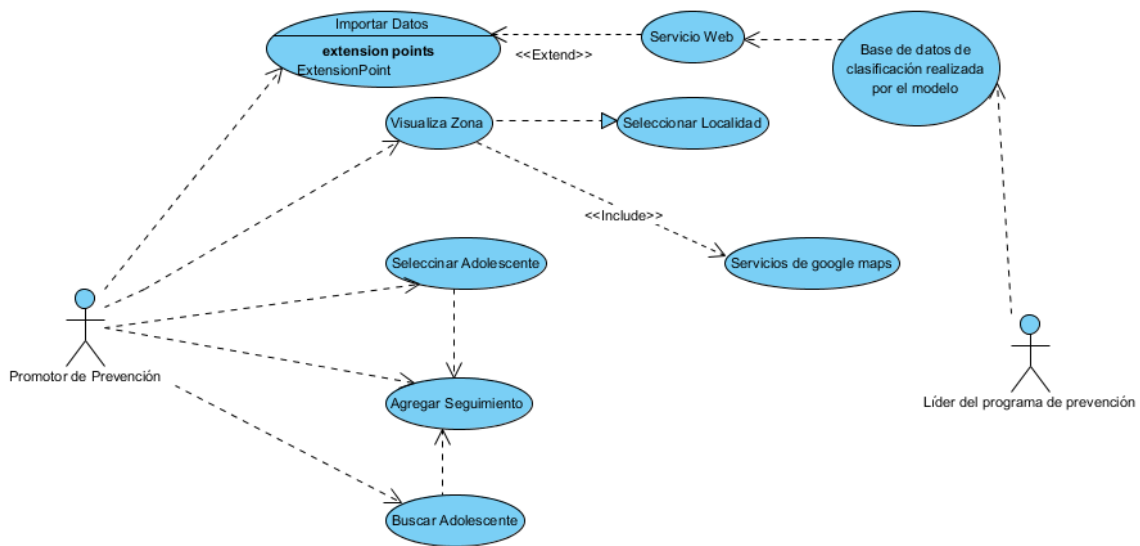 Importar Datos
extension points
ExtensionPoint
<<Extend>>
Servicio Web
Base de datos de
clasificación realizada
por el modelo
Visualiza Zona
Seleccionar Localidad
<<Include>>
Seleccinar Adolescente
Servicios de google maps
Promotor de Prevención
Agregar Seguimiento
Líder del programa de prevención
Buscar Adolescente